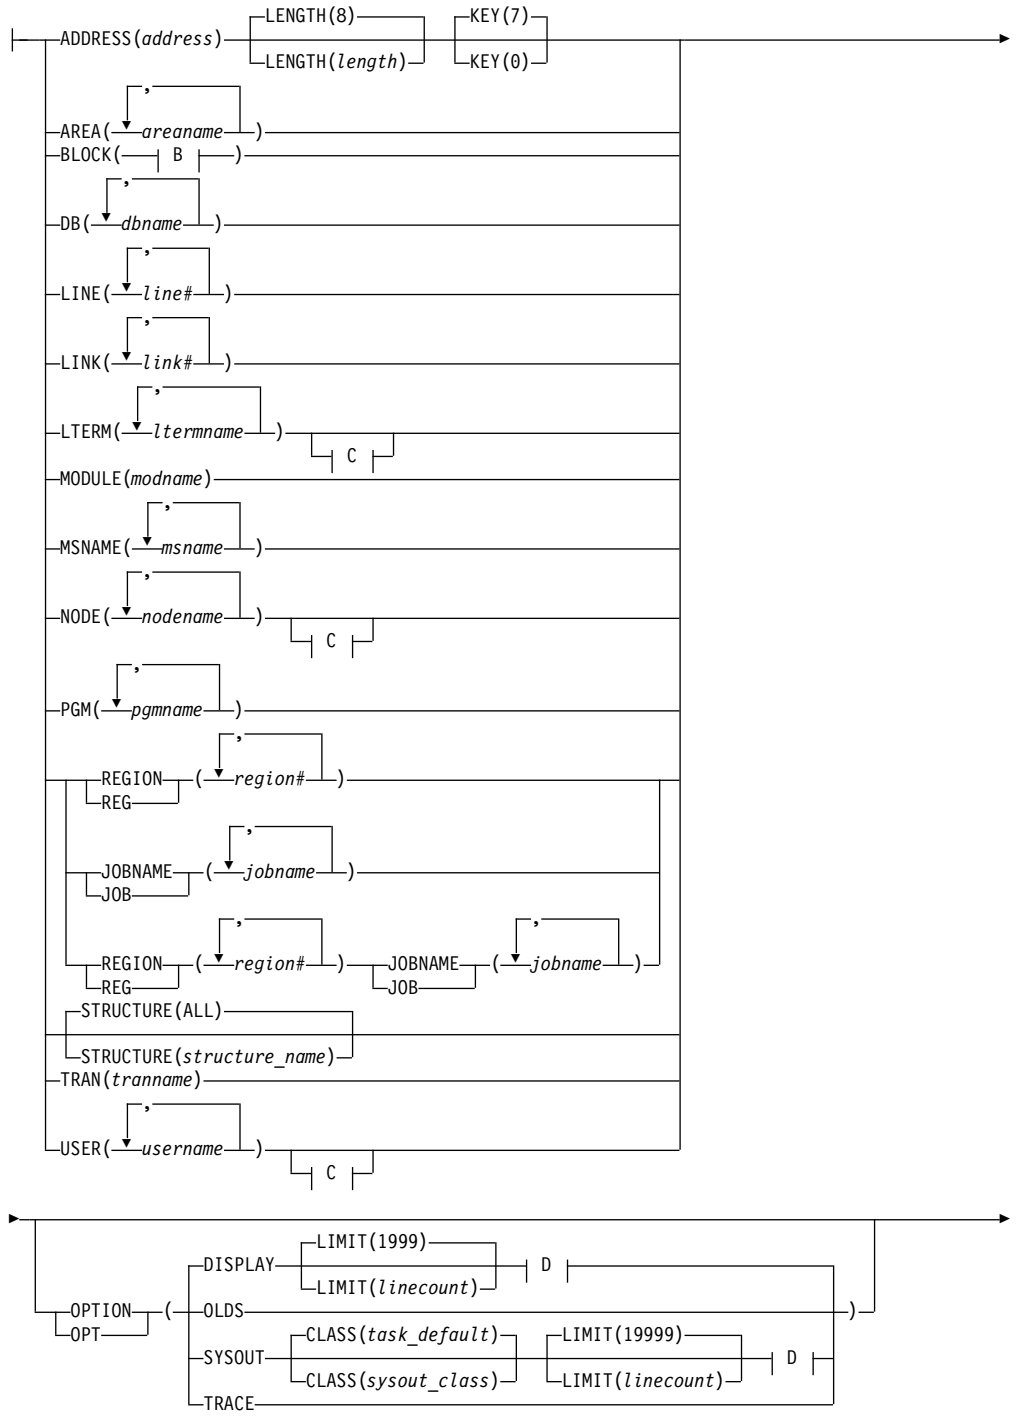 LENGTH(8) KEY(7)
ADDRESS(address)
LENGTH(length) KEY(0)
,
AREA( areaname )
BLOCK( B )
,
DB( dbname )
,
LINE( line# )
,
LINK( link# )
,
LTERM( ltermname )
C
MODULE(modname)
,
MSNAME( msname )
,
NODE( nodename )
C
,
PGM( pgmname )
,
REGION ( region# )
REG
,
JOBNAME ( jobname )
JOB
, ,
REGION ( region# ) JOBNAME ( jobname )
REG JOB
STRUCTURE(ALL)
STRUCTURE(structure_name)
TRAN(tranname)
,
USER( username )
C
LIMIT(1999)
DISPLAY D
LIMIT(linecount)
OPTION ( OLDS )
OPT
CLASS(task_default) LIMIT(19999)
SYSOUT D
CLASS(sysout_class) LIMIT(linecount)
TRACE